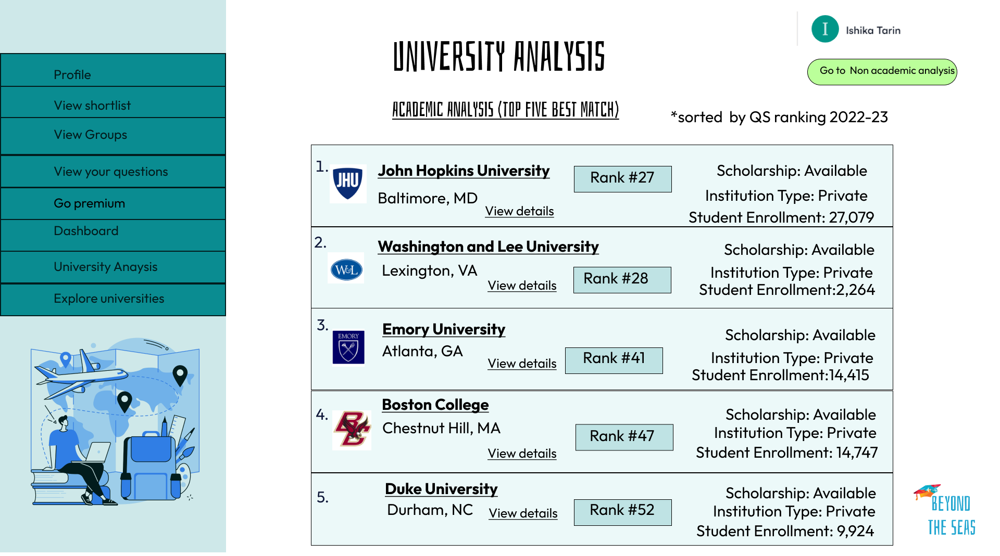 Profile
View shortlist
View Groups
View your questions
Go premium
Dashboard
University Anaysis
Explore universities
UNIVERSITY ANALYSIS
I
Ishika Tarin
Go to Non academic analysis
ACADEMIC ANALYSIS (TOP FIVE BEST MATCH)
*sorted by QS ranking 2022-23
1.
JHU
John Hopkins University
Baltimore, MD
View details
Rank #27
Scholarship: Available
Institution Type: Private
Student Enrollment: 27,079
2.
W&L
Washington and Lee University
Lexington, VA
View details
Rank #28
Scholarship: Available
Institution Type: Private
Student Enrollment:2,264
3.
EMORY
Emory University
Atlanta, GA
View details
Rank #41
Scholarship: Available
Institution Type: Private
Student Enrollment:14,415
4.
BC
Boston College
Chestnut Hill, MA
View details
Rank #47
Scholarship: Available
Institution Type: Private
Student Enrollment: 14,747
5.
Duke University
Durham, NC
View details
Rank #52
Scholarship: Available
Institution Type: Private
Student Enrollment: 9,924
BEYOND
THE SEAS